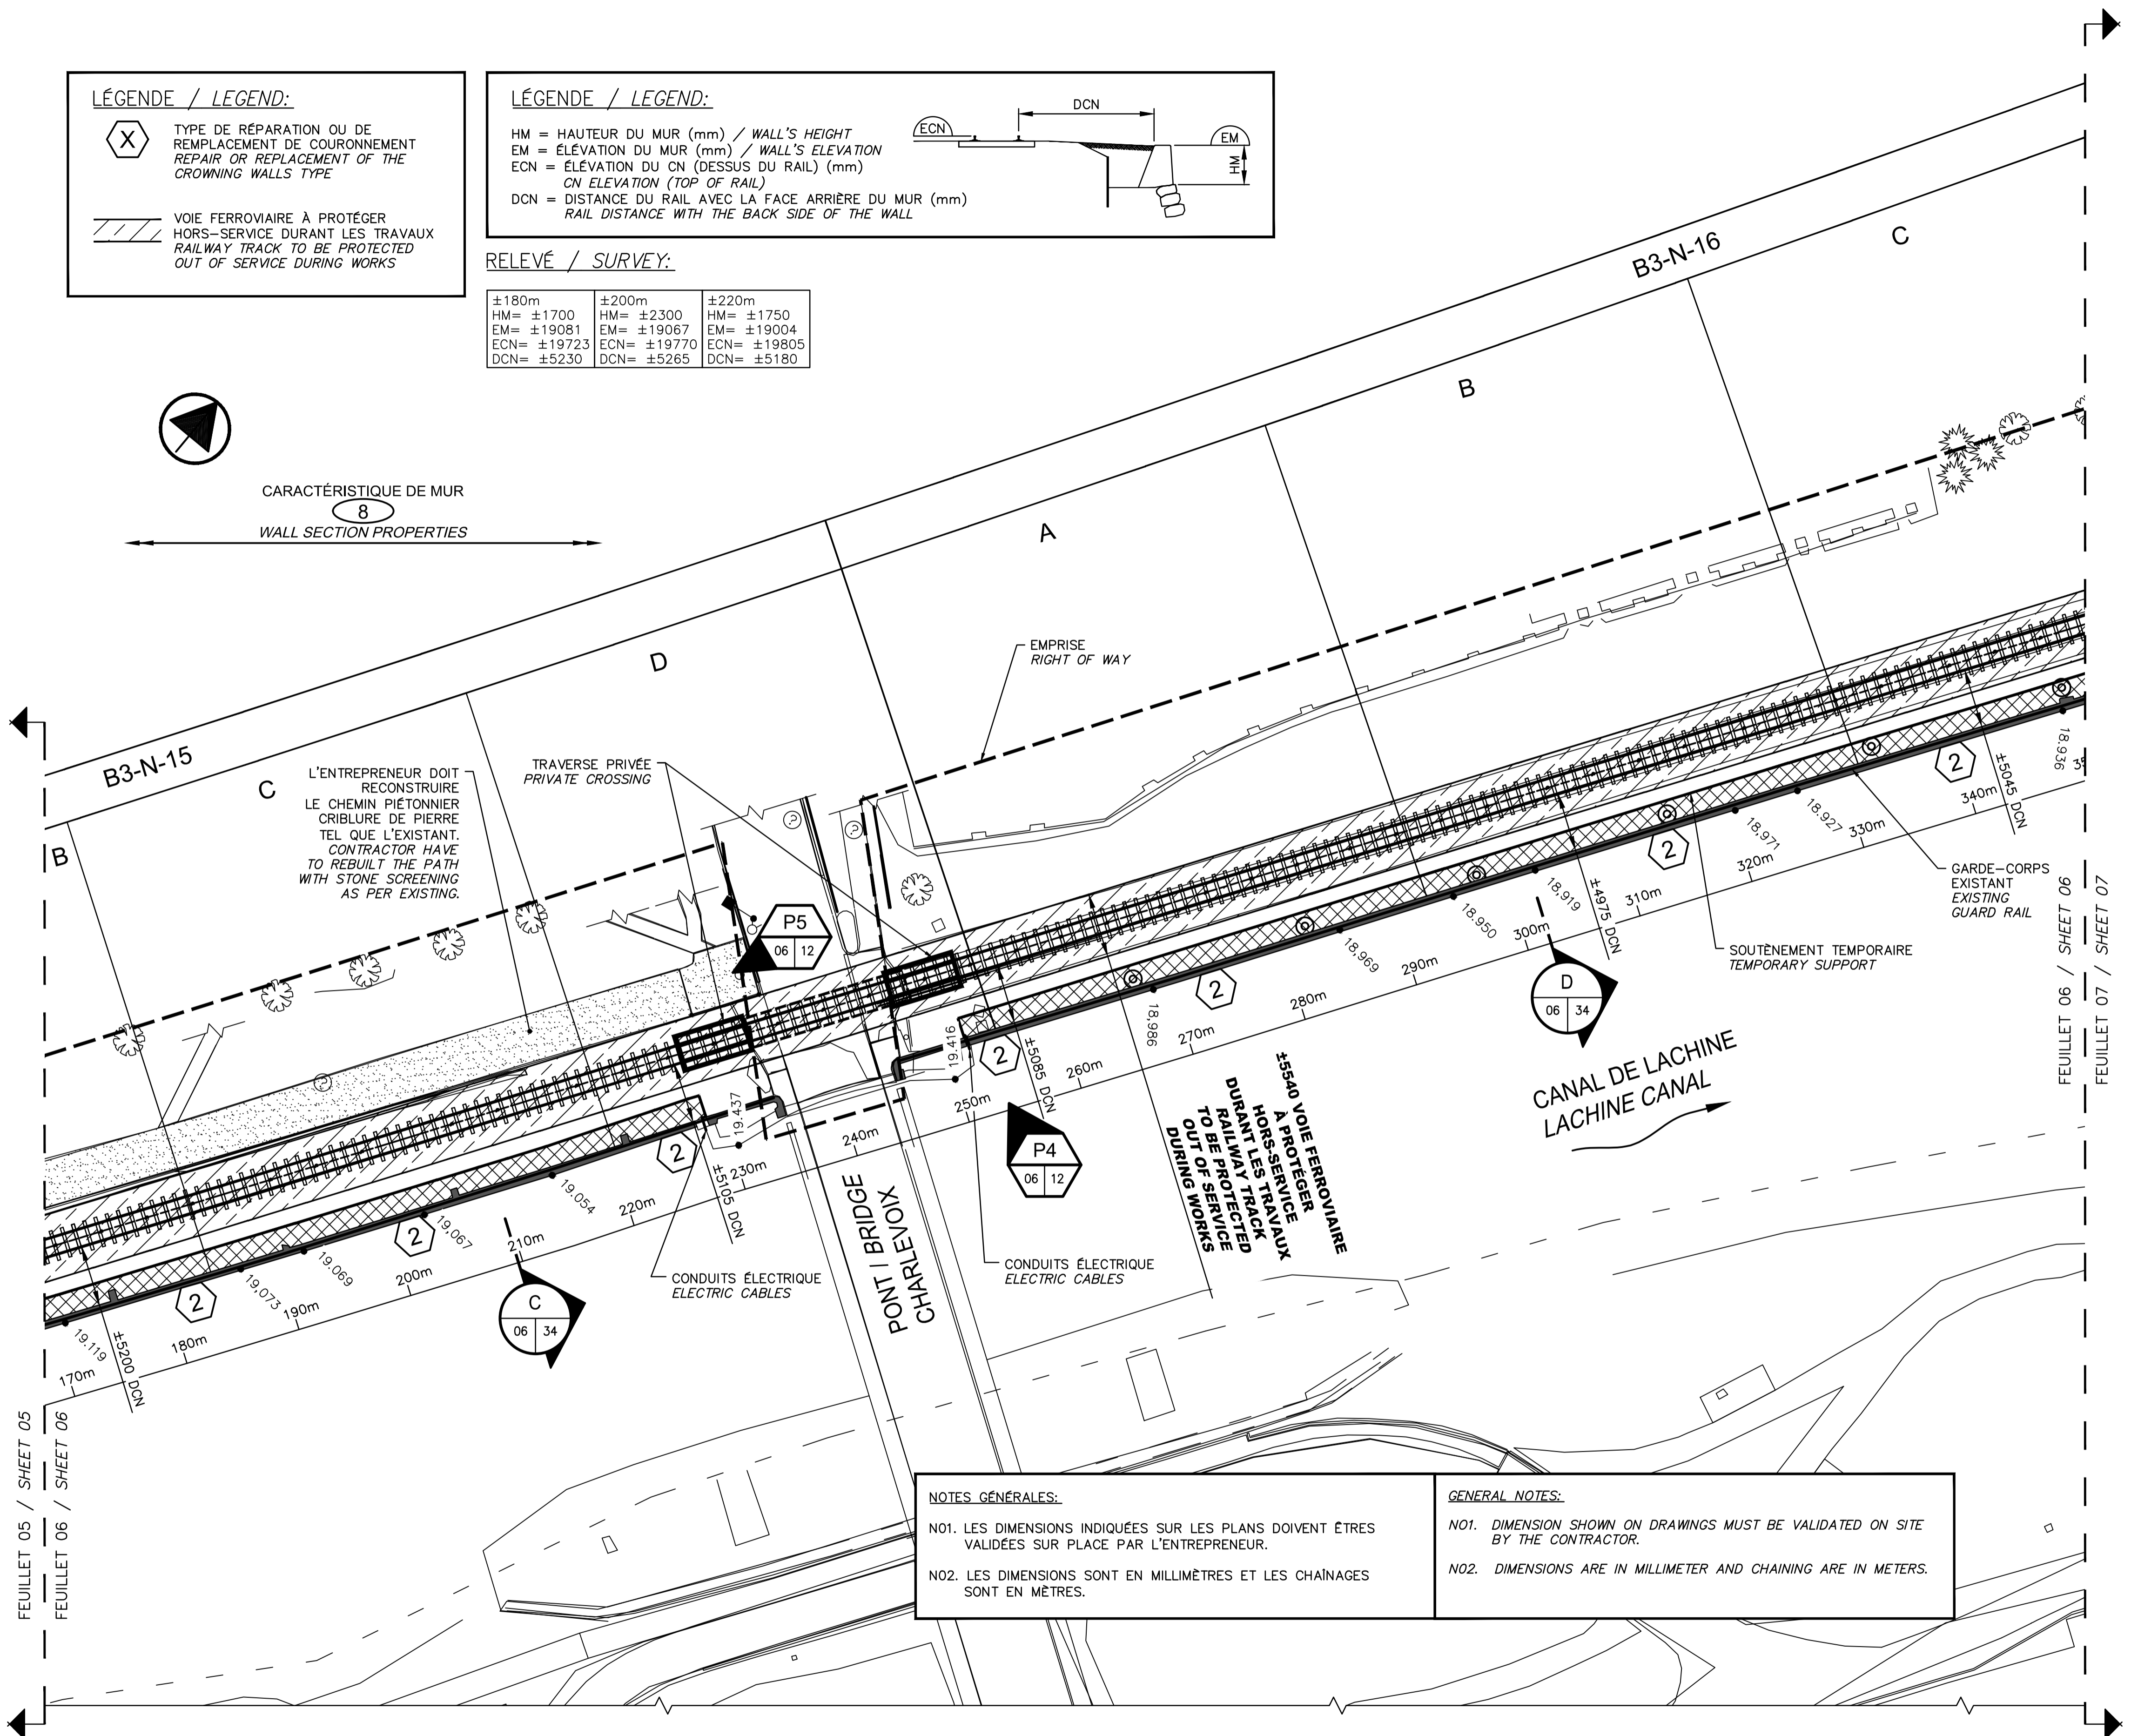 LÉGENDE / LEGEND:
X
TYPE DE RÉPARATION OU DE
REMPLACEMENT DE COURONNEMENT
REPAIR OR REPLACEMENT OF THE
CROWNING WALLS TYPE
VOIE FERROVIAIRE À PROTÉGER
HORS-SERVICE DURANT LES TRAVAUX
RAILWAY TRACK TO BE PROTECTED
OUT OF SERVICE DURING WORKS
LÉGENDE / LEGEND:
HM = HAUTEUR DU MUR (mm) / WALL'S HEIGHT
EM = ÉLÉVATION DU MUR (mm) / WALL'S ELEVATION
ECN = ÉLÉVATION DU CN (DESSUS DU RAIL) (mm)
CN ELEVATION (TOP OF RAIL)
DCN = DISTANCE DU RAIL AVEC LA FACE ARRIÈRE DU MUR (mm)
RAIL DISTANCE WITH THE BACK SIDE OF THE WALL
ECN
DCN
EM
HM
RELEVÉ / SURVEY:
±180m
HM= ±1700
EM= ±19081
ECN= ±19723
DCN= ±5230
±200m
HM= ±2300
EM= ±19067
ECN= ±19770
DCN= ±5265
±220m
HM= ±1750
EM= ±19004
ECN= ±19805
DCN= ±5180
CARACTÉRISTIQUE DE MUR
8
WALL SECTION PROPERTIES
B3-N-15
B3-N-16
B
C
D
A
B
C
EMPRISE
RIGHT OF WAY
TRAVERSE PRIVÉE
PRIVATE CROSSING
L'ENTREPRENEUR DOIT
RECONSTRUIRE
LE CHEMIN PIÉTONNIER
CRIBLURE DE PIERRE
TEL QUE L'EXISTANT.
CONTRACTOR HAVE
TO REBUILT THE PATH
WITH STONE SCREENING
AS PER EXISTING.
P5
06 12
?
?
?
2
2
2
2
2
2
2
19.119
19,073
19.069
19,067
19.054
19.437
19.416
18,986
18,969
18.950
18.919
18,971
18.927
18.936
±5200 DCN
±5105 DCN
±5085 DCN
±4975 DCN
±5045 DCN
170m
180m
190m
200m
210m
220m
230m
240m
250m
260m
270m
280m
290m
300m
310m
320m
330m
340m
35
C
06 34
D
06 34
P4
06 12
GARDE-CORPS
EXISTANT
EXISTING
GUARD RAIL
SOUTÈNEMENT TEMPORAIRE
TEMPORARY SUPPORT
CONDUITS ÉLECTRIQUE
ELECTRIC CABLES
CONDUITS ÉLECTRIQUE
ELECTRIC CABLES
PONT / BRIDGE
CHARLEVOIX
±5540 VOIE FERROVIAIRE
À PROTÉGER
HORS-SERVICE
DURANT LES TRAVAUX
RAILWAY TRACK
TO BE PROTECTED
OUT OF SERVICE
DURING WORKS
CANAL DE LACHINE
LACHINE CANAL
FEUILLET 05 / SHEET 05
FEUILLET 06 / SHEET 06
FEUILLET 06 / SHEET 06
FEUILLET 07 / SHEET 07
NOTES GÉNÉRALES:
N01. LES DIMENSIONS INDIQUÉES SUR LES PLANS DOIVENT ÊTRES
VALIDÉES SUR PLACE PAR L'ENTREPRENEUR.
N02. LES DIMENSIONS SONT EN MILLIMÈTRES ET LES CHAÎNAGES
SONT EN MÈTRES.
GENERAL NOTES:
N01. DIMENSION SHOWN ON DRAWINGS MUST BE VALIDATED ON SITE
BY THE CONTRACTOR.
N02. DIMENSIONS ARE IN MILLIMETER AND CHAINING ARE IN METERS.